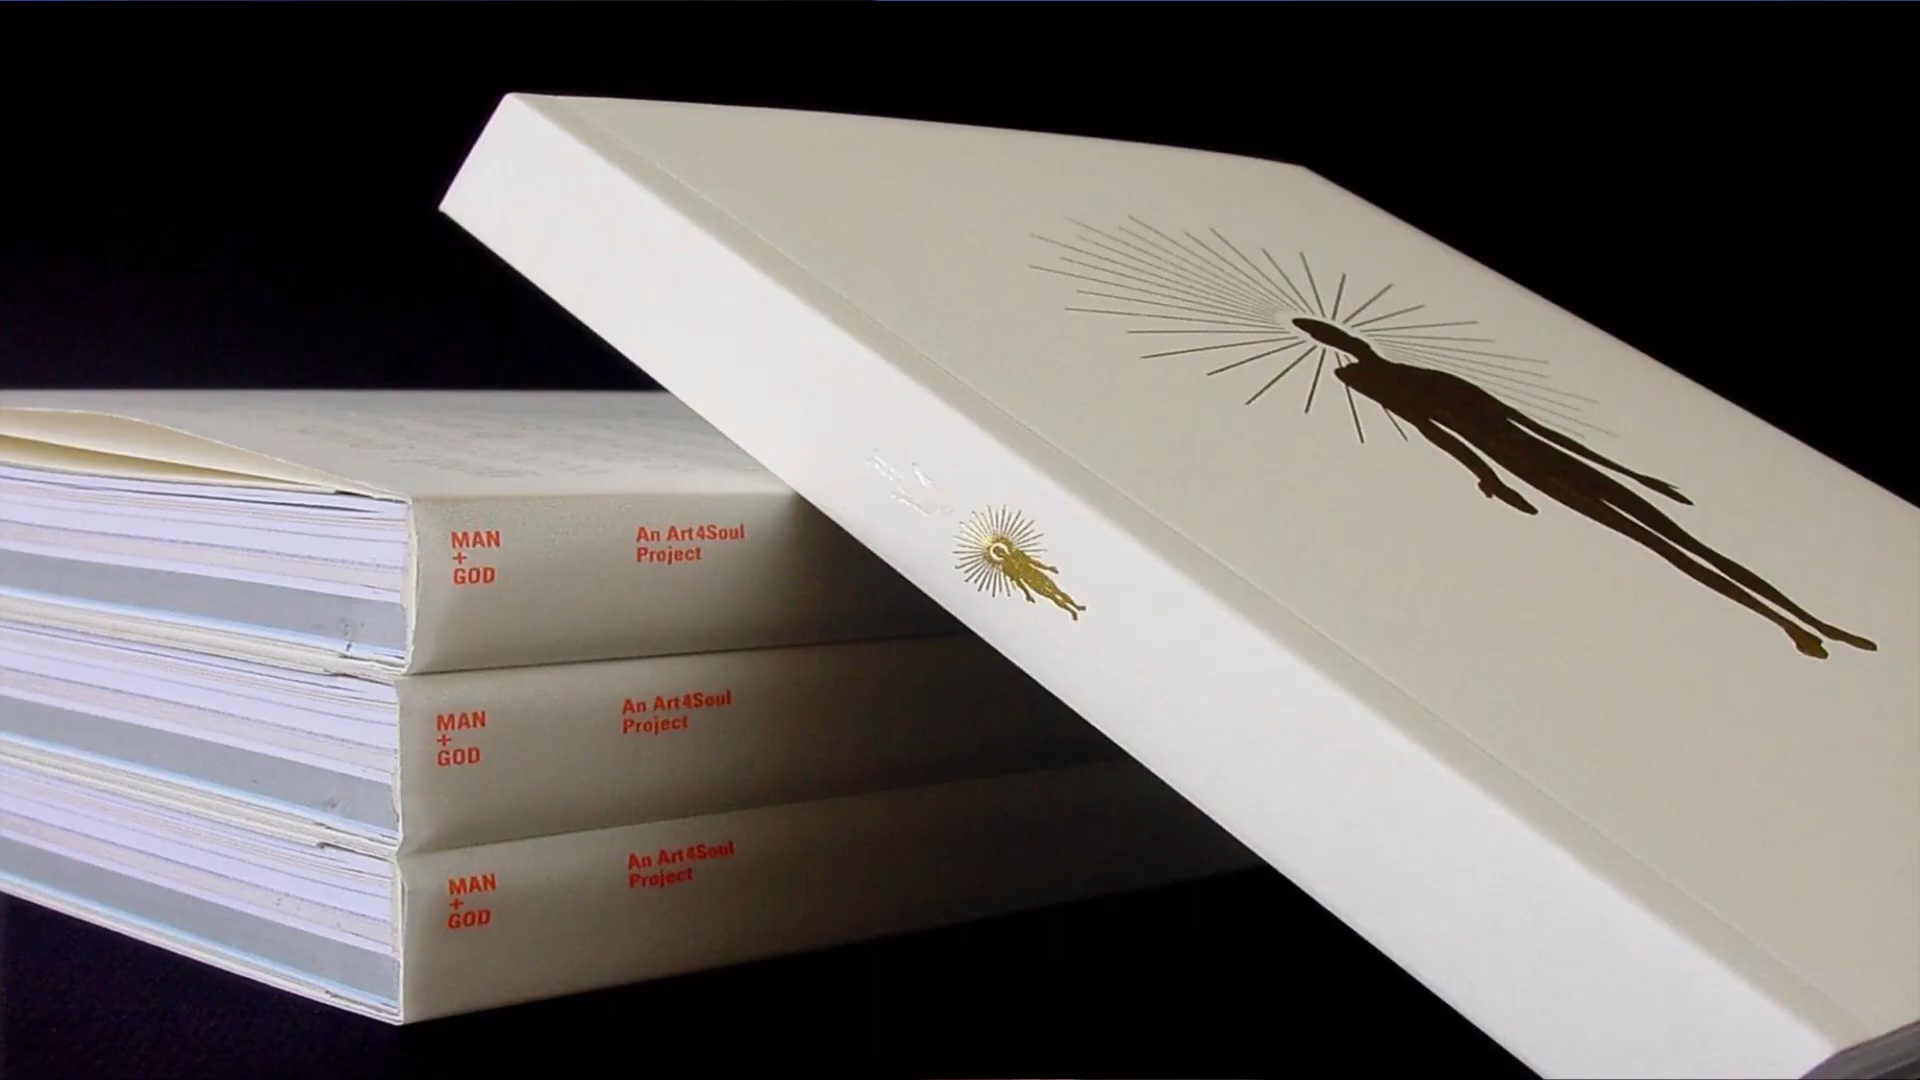 MAN
+
GOD
An Art4Soul
Project
MAN
+
GOD
An Art4Soul
Project
MAN
+
GOD
An Art4Soul
Project